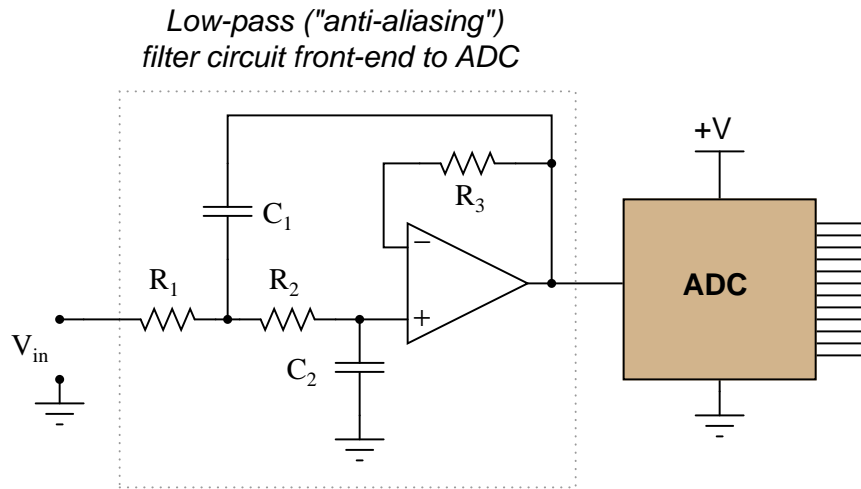 Low-pass ("anti-aliasing")
filter circuit front-end to ADC
+V
R3
C1
−
ADC
R1
R2
+
Vin
C2